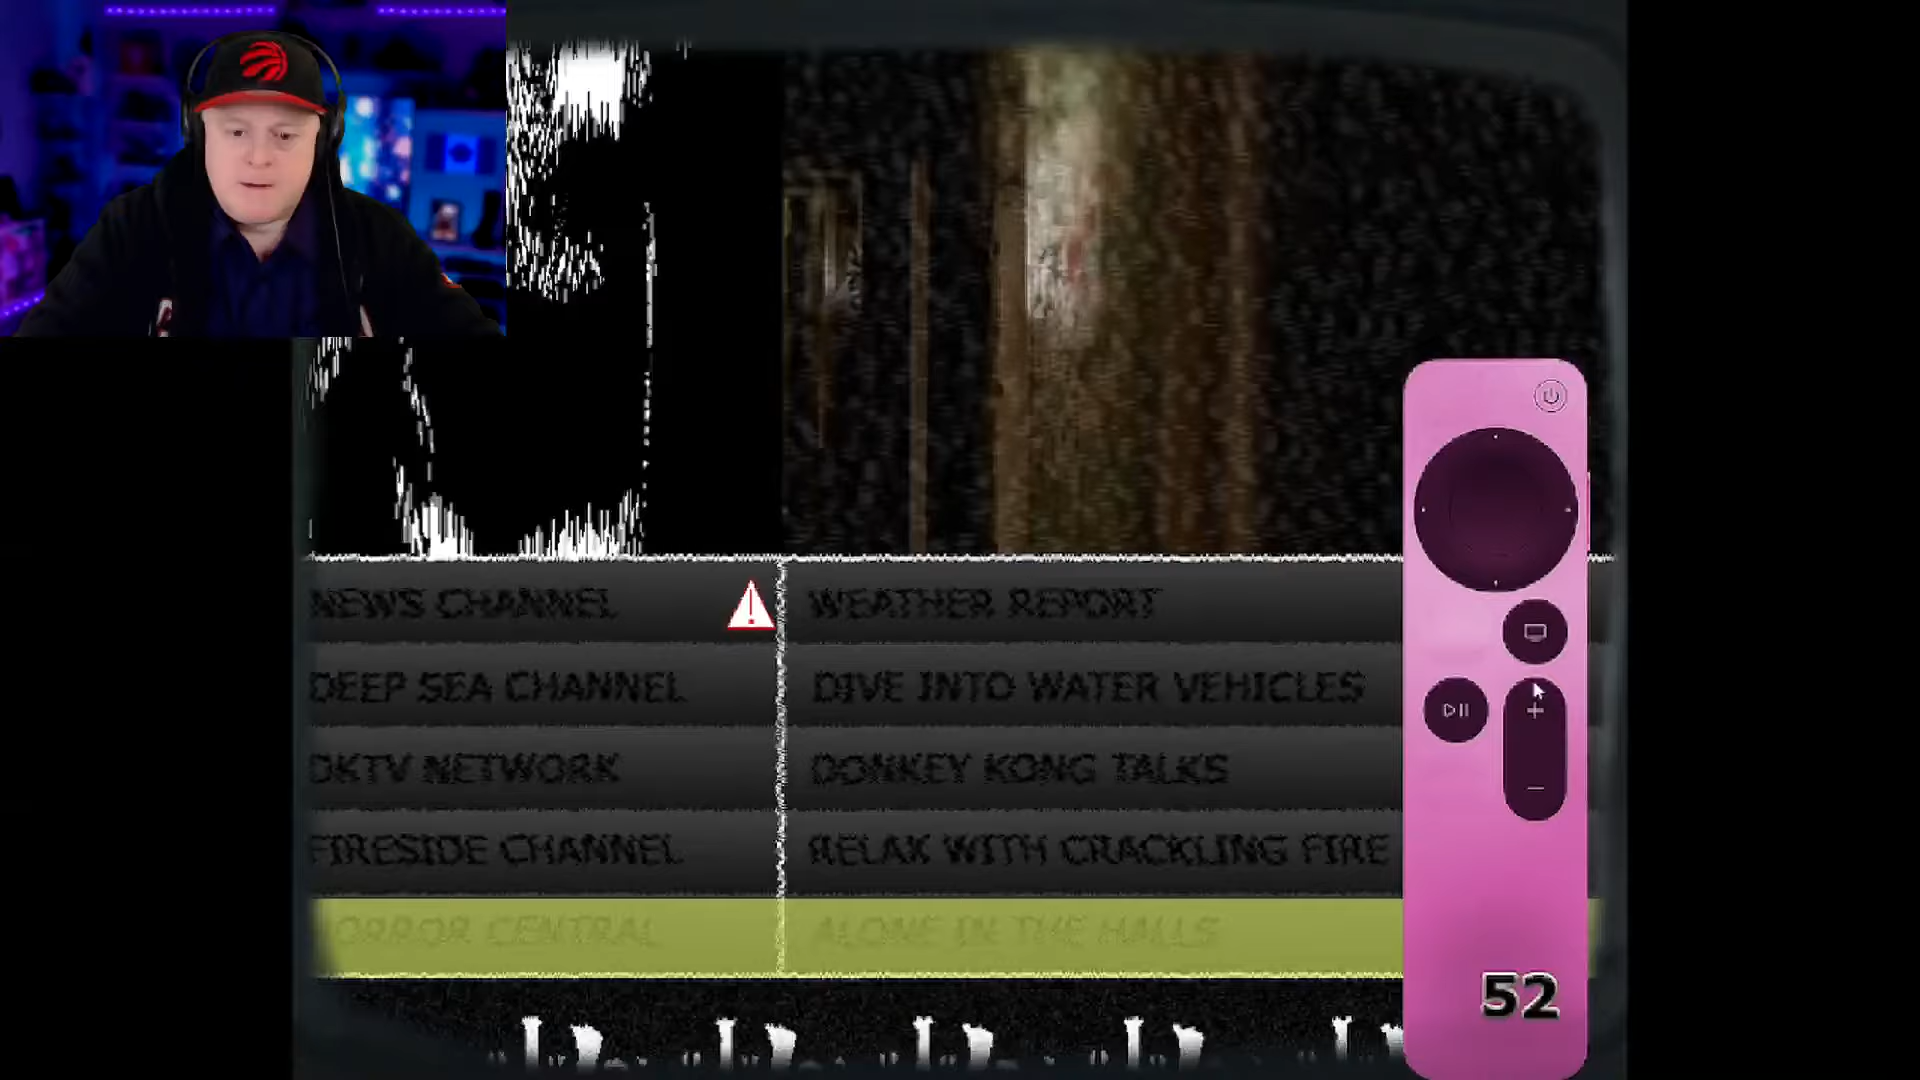 NEWS CHANNEL WEATHER REPORT
DEEP SEA CHANNEL DIVE INTO WATER VEHICLES
DKTV NETWORK DONKEY KONG TALKS
FIRESIDE CHANNEL RELAX WITH CRACKLING FIRE
HORROR CENTRAL ALONE IN THE HALLS
52